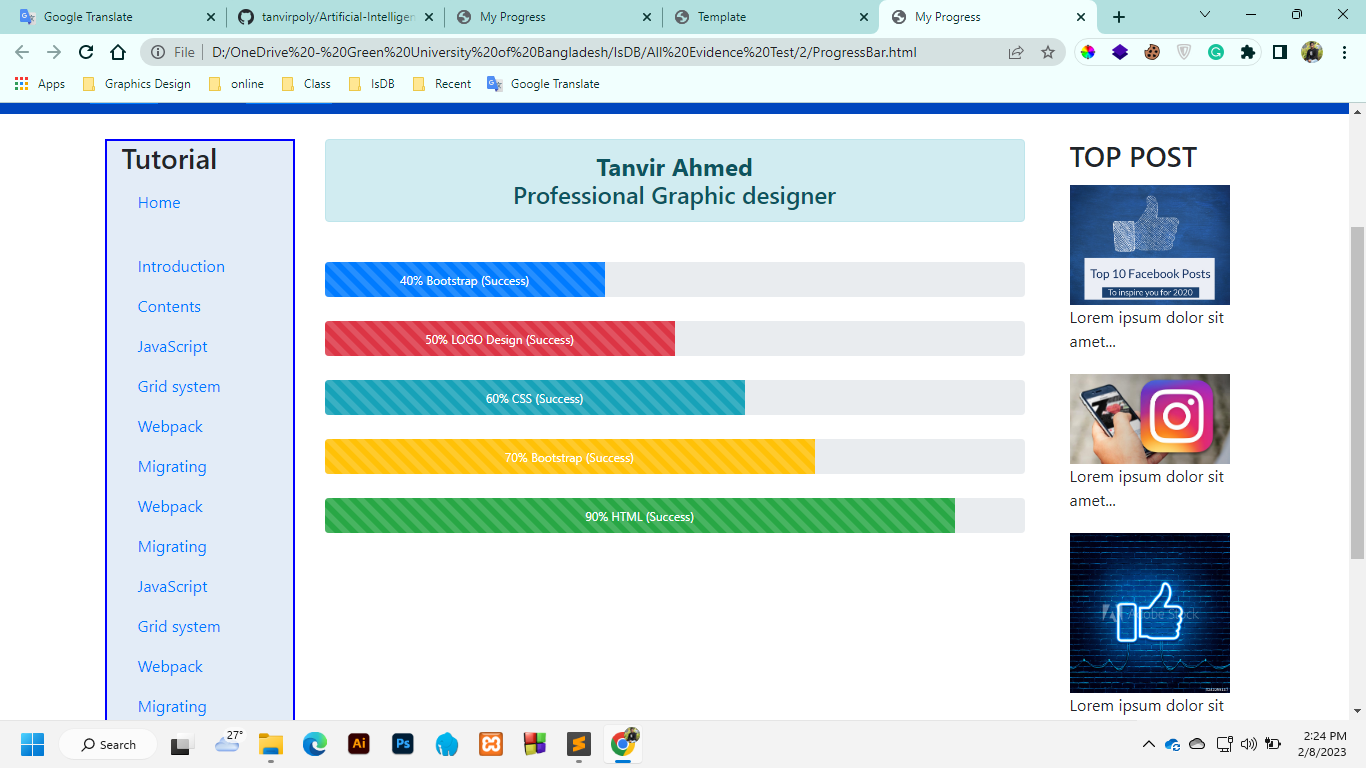 Google Translate
tanvirpoly/Artificial-Intelligen
My Progress
Template
My Progress
File
D:/OneDrive%20-%20Green%20University%20of%20Bangladesh/IsDB/All%20Evidence%20Test/2/ProgressBar.html
Apps
Graphics Design
online
Class
IsDB
Recent
Google Translate
Tutorial
Home
Introduction
Contents
JavaScript
Grid system
Webpack
Migrating
Webpack
Migrating
JavaScript
Grid system
Webpack
Migrating
Tanvir Ahmed
Professional Graphic designer
40% Bootstrap (Success)
50% LOGO Design (Success)
60% CSS (Success)
70% Bootstrap (Success)
90% HTML (Success)
TOP POST
Top 10 Facebook Posts
To inspire you for 2020
Lorem ipsum dolor sit
amet...
Lorem ipsum dolor sit
amet...
Adobe Stock
Lorem ipsum dolor sit
27°
Search
Ai
Ps
2:24 PM
2/8/2023